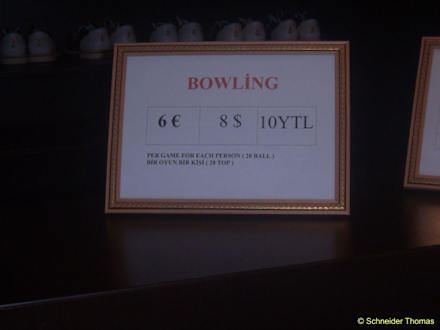 BOWLİNG
6 € 8 $ 10YTL
PER GAME FOR EACH PERSON ( 20 BALL )
BİR OYUN BİR KİŞİ ( 20 TOP )
© Schneider Thomas